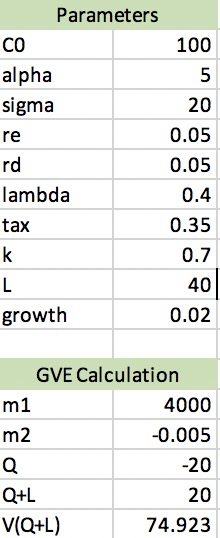 Parameters
C0 100
alpha 5
sigma 20
re 0.05
rd 0.05
lambda 0.4
tax 0.35
k 0.7
L 40
growth 0.02
GVE Calculation
m1 4000
m2 -0.005
Q -20
Q+L 20
V(Q+L) 74.923